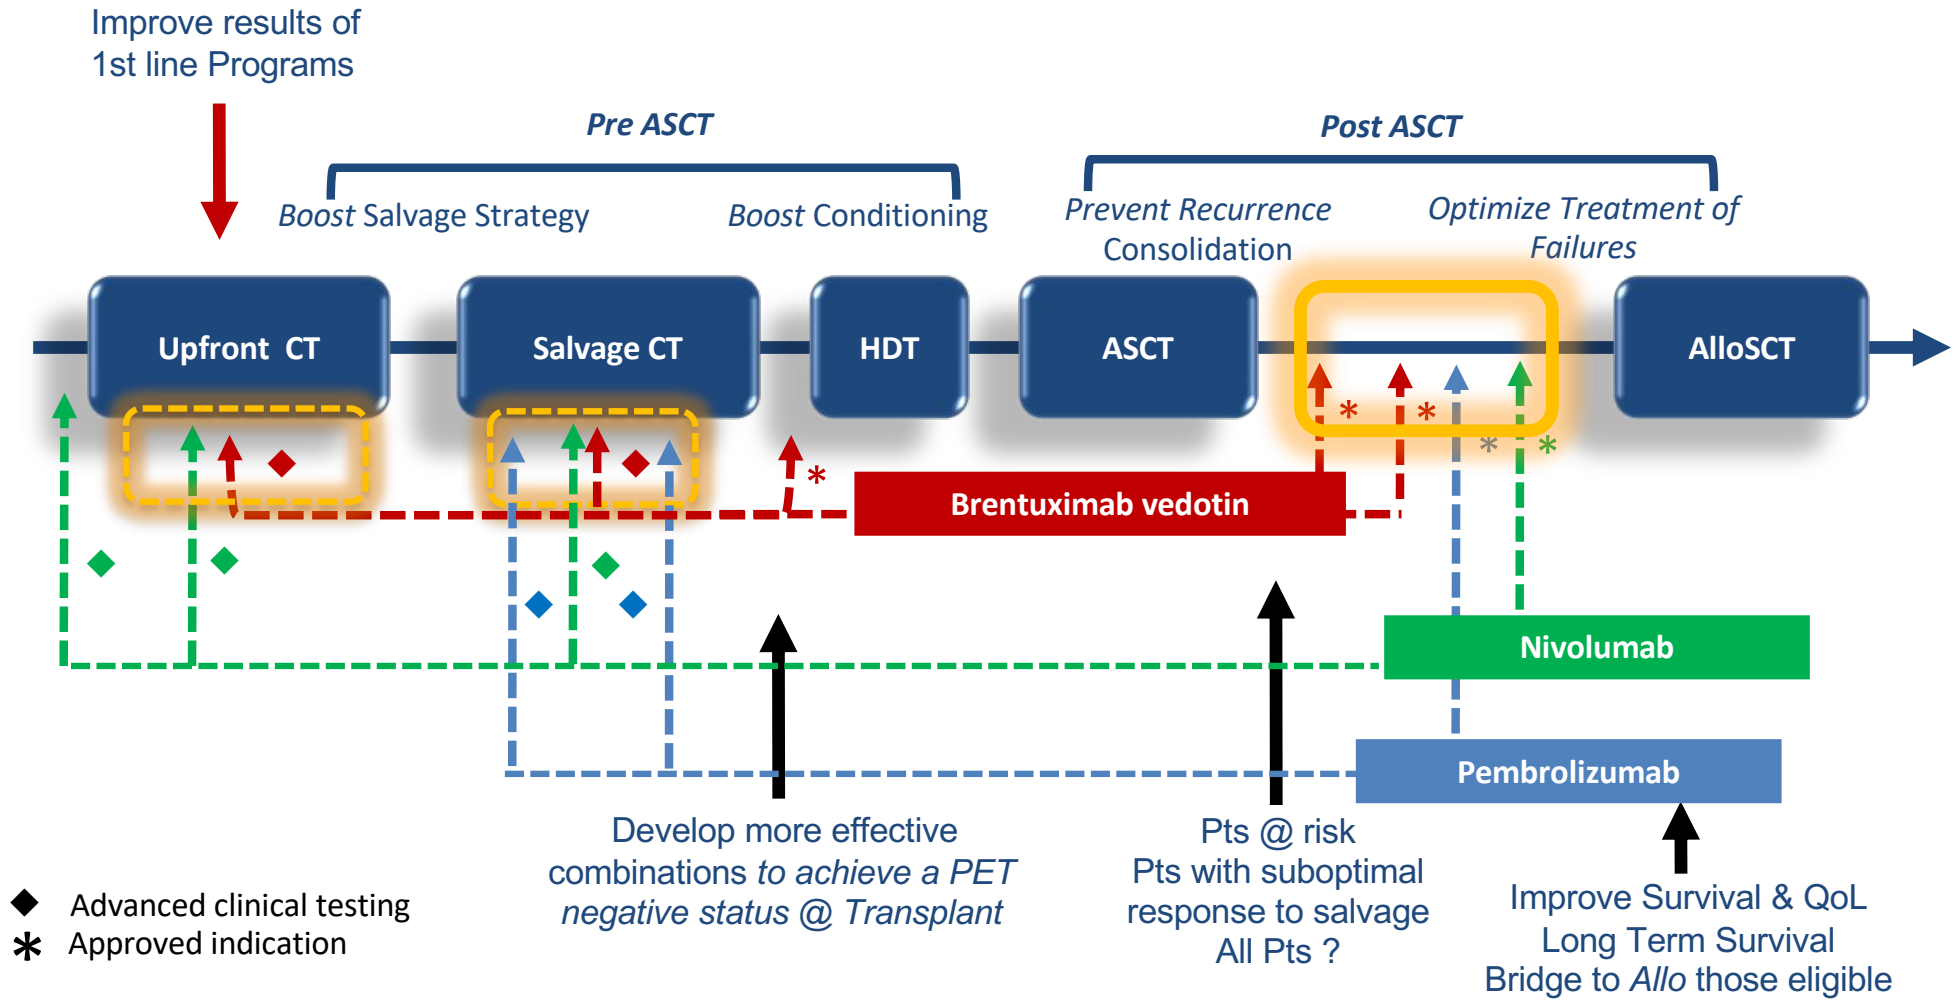 Improve results of
1st line Programs
Pre ASCT
Post ASCT
Boost Salvage Strategy
Boost Conditioning
Prevent Recurrence
Consolidation
Optimize Treatment of
Failures
Upfront CT
Salvage CT
HDT
ASCT
AlloSCT
*
*
*
*
*
Brentuximab vedotin
Nivolumab
Pembrolizumab
Develop more effective
combinations to achieve a PET
negative status @ Transplant
Pts @ risk
Pts with suboptimal
response to salvage
All Pts ?
Improve Survival & QoL
Long Term Survival
Bridge to Allo those eligible
◆ Advanced clinical testing
* Approved indication